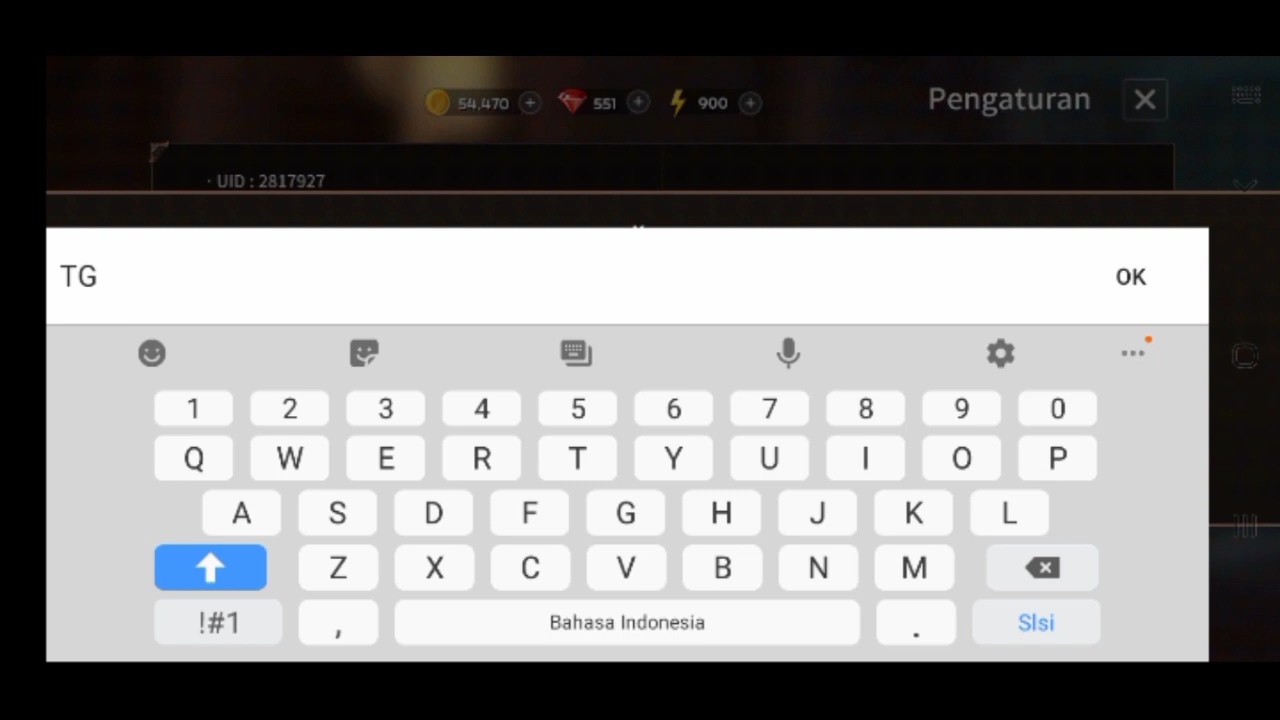 54,470 551 900 Pengaturan
· UID : 2817927
TG OK
1 2 3 4 5 6 7 8 9 0
Q W E R T Y U I O P
A S D F G H J K L
Z X C V B N M
!#1 , Bahasa Indonesia . Slsi